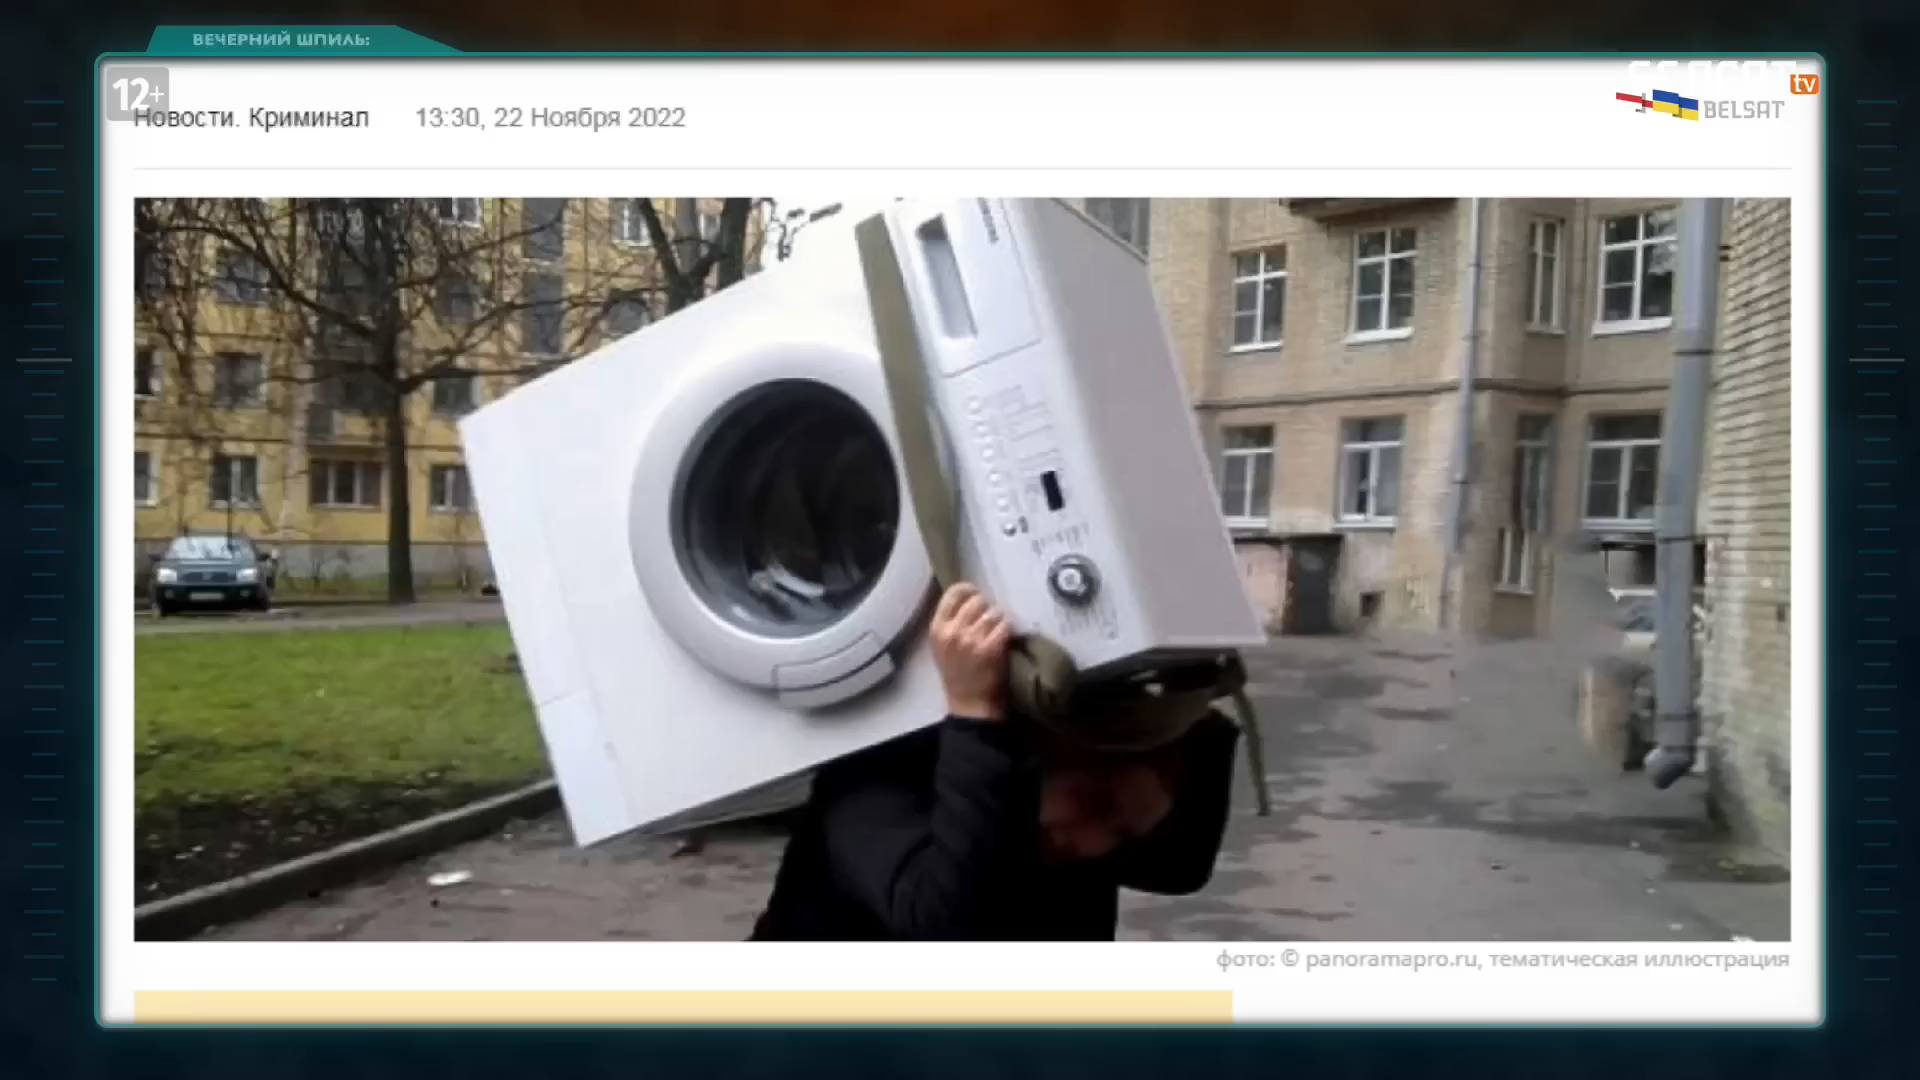 ВЕЧЕРНИЙ ШПИЛЬ:
12+
Новости. Криминал 13:30, 22 Ноября 2022
tv
BELSAT
фото: © panoramapro.ru, тематическая иллюстрация